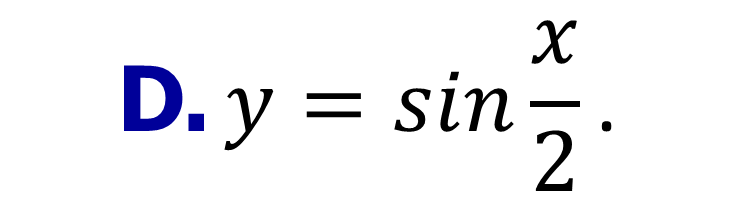 D. y = sin x/2 .